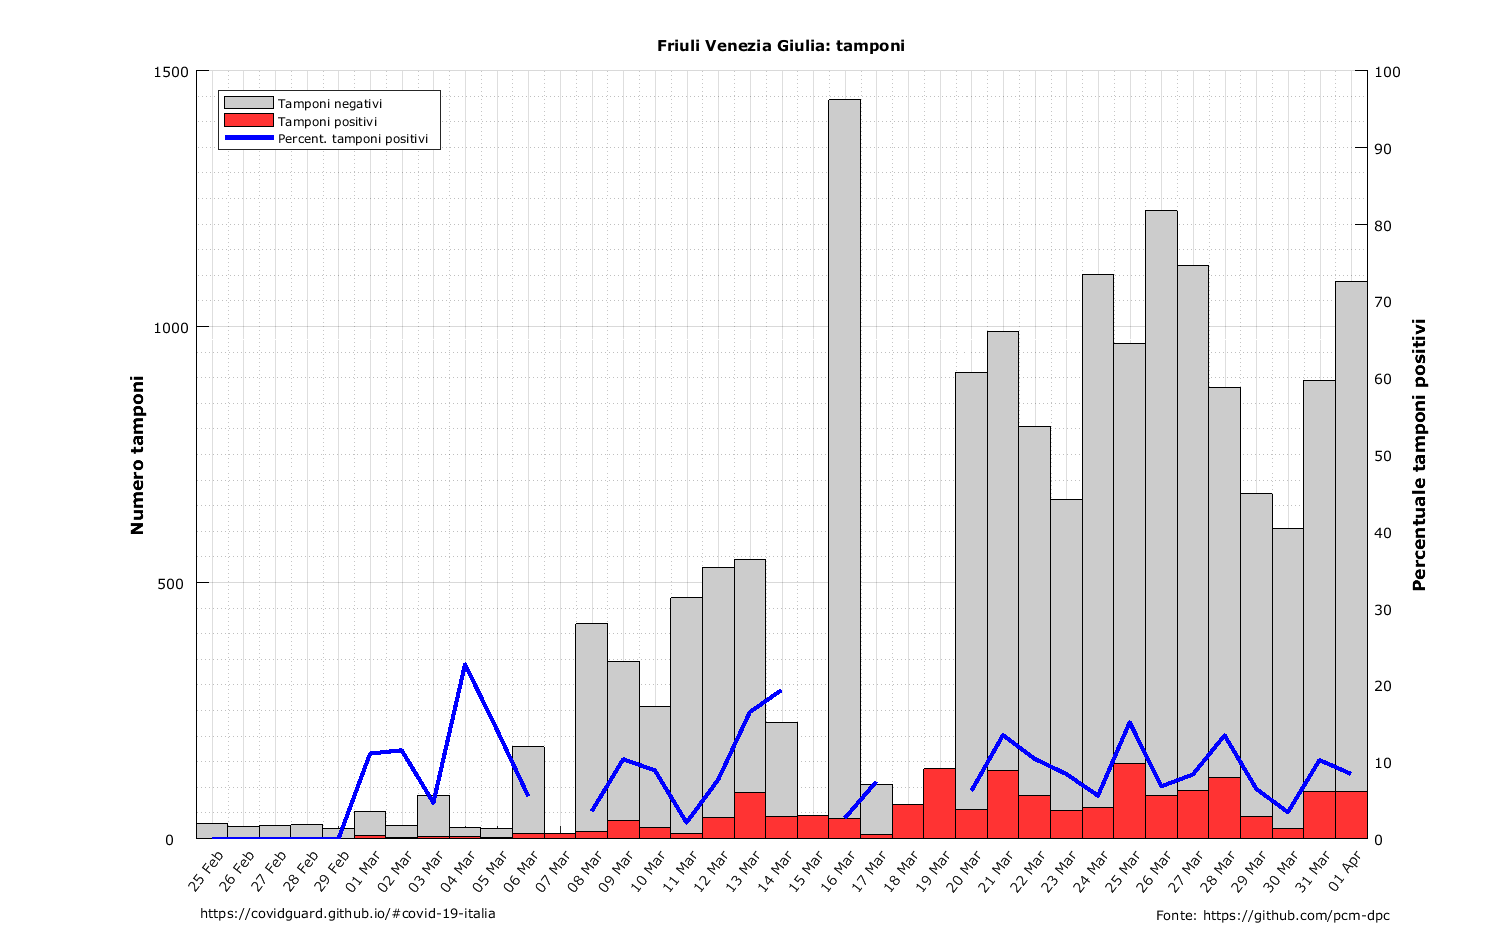 Friuli Venezia Giulia: tamponi
1500
1000
500
0
Numero tamponi
Tamponi negativi
Tamponi positivi
Percent. tamponi positivi
100
90
80
70
60
50
40
30
20
10
0
Percentuale tamponi positivi
25 Feb
26 Feb
27 Feb
28 Feb
29 Feb
01 Mar
02 Mar
03 Mar
04 Mar
05 Mar
06 Mar
07 Mar
08 Mar
09 Mar
10 Mar
11 Mar
12 Mar
13 Mar
14 Mar
15 Mar
16 Mar
17 Mar
18 Mar
19 Mar
20 Mar
21 Mar
22 Mar
23 Mar
24 Mar
25 Mar
26 Mar
27 Mar
28 Mar
29 Mar
30 Mar
31 Mar
01 Apr
https://covidguard.github.io/#covid-19-italia
Fonte: https://github.com/pcm-dpc